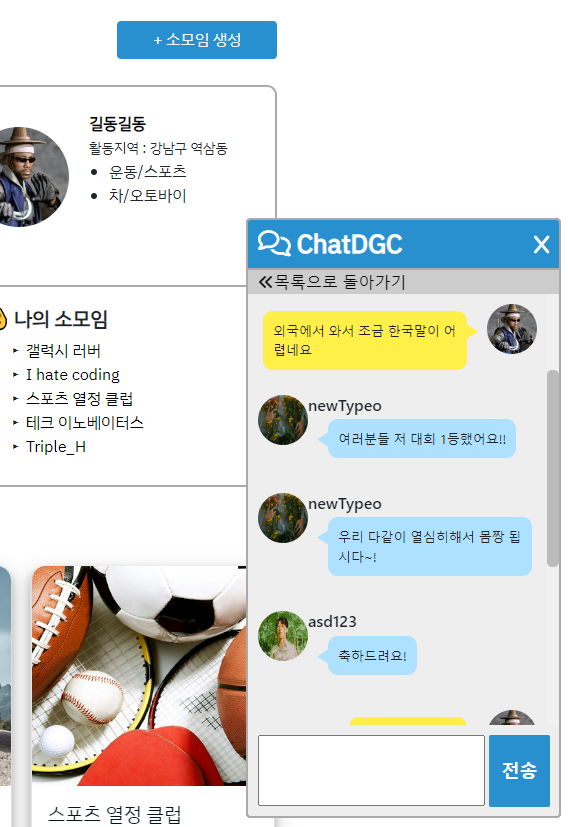 + 소모임 생성
길동길동
활동지역 : 강남구 역삼동
운동/스포츠
차/오토바이
나의 소모임
갤럭시 러버
I hate coding
스포츠 열정 클럽
테크 이노베이터스
Triple_H
스포츠 열정 클럽
ChatDGC
X
목록으로 돌아가기
외국에서 와서 조금 한국말이 어
렵네요
newTypeo
여러분들 저 대회 1등했어요!!
newTypeo
우리 다같이 열심히해서 몸짱 됩
시다~!
asd123
축하드려요!
전송